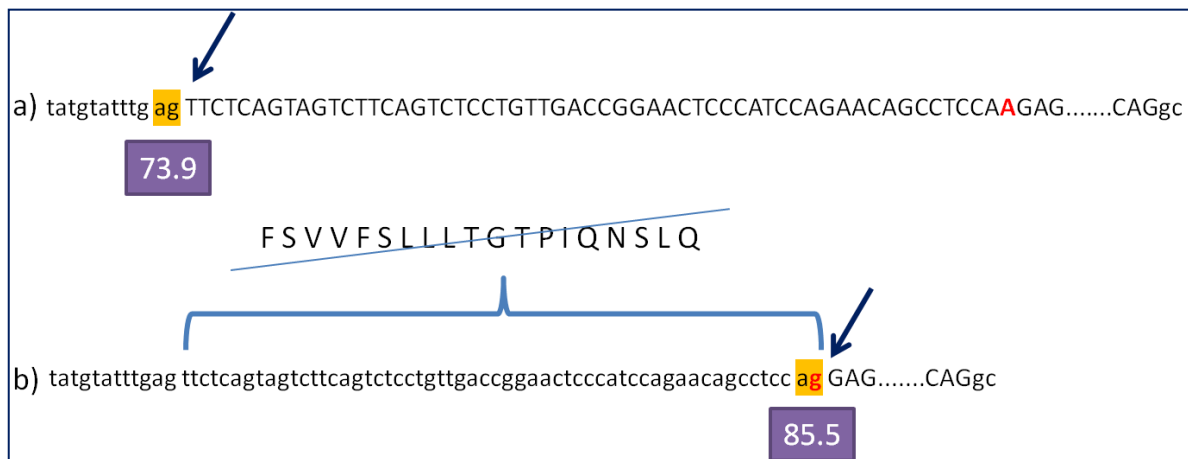 a) tatgtatttg ag TTCTCAGTAGTCTTCAGTCTCCTGTTGACCGGAACTCCCATCCAGAACAGCCTCCAAGAG.......CAGgc
73.9
F S V V F S L L L T G T P I Q N S L Q
b) tatgtatttgag ttctcagtagtcttcagtctcctgttgaccggaactcccatccagaacagcctcc ag GAG.......CAGgc
85.5